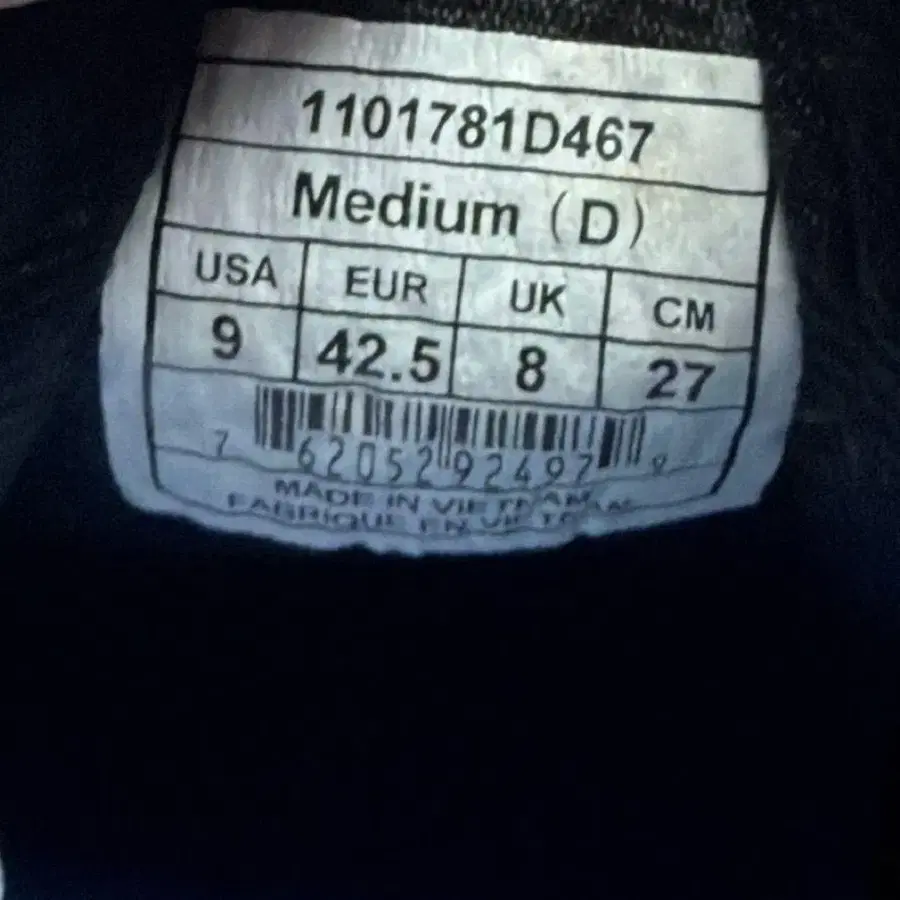 1101781D467
Medium (D)
USA EUR UK CM
9 42.5 8 27
7 62052 92497
MADE IN VIETNAM
FABRIQUE EN VIETNAM